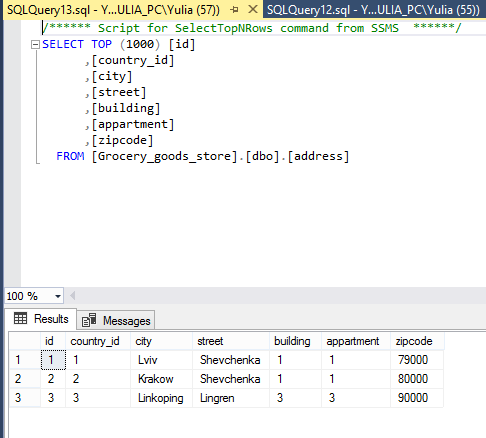 SQLQuery13.sql - Y...ULIA_PC\Yulia (57)) SQLQuery12.sql - Y...ULIA_PC\Yulia (55))
/****** Script for SelectTopNRows command from SSMS ******/
SELECT TOP (1000) [id]
,[country_id]
,[city]
,[street]
,[building]
,[appartment]
,[zipcode]
FROM [Grocery_goods_store].[dbo].[address]
100 %
Results Messages
id country_id city street building appartment zipcode
1 1 1 Lviv Shevchenka 1 1 79000
2 2 2 Krakow Shevchenka 1 1 80000
3 3 3 Linkoping Lingren 3 3 90000